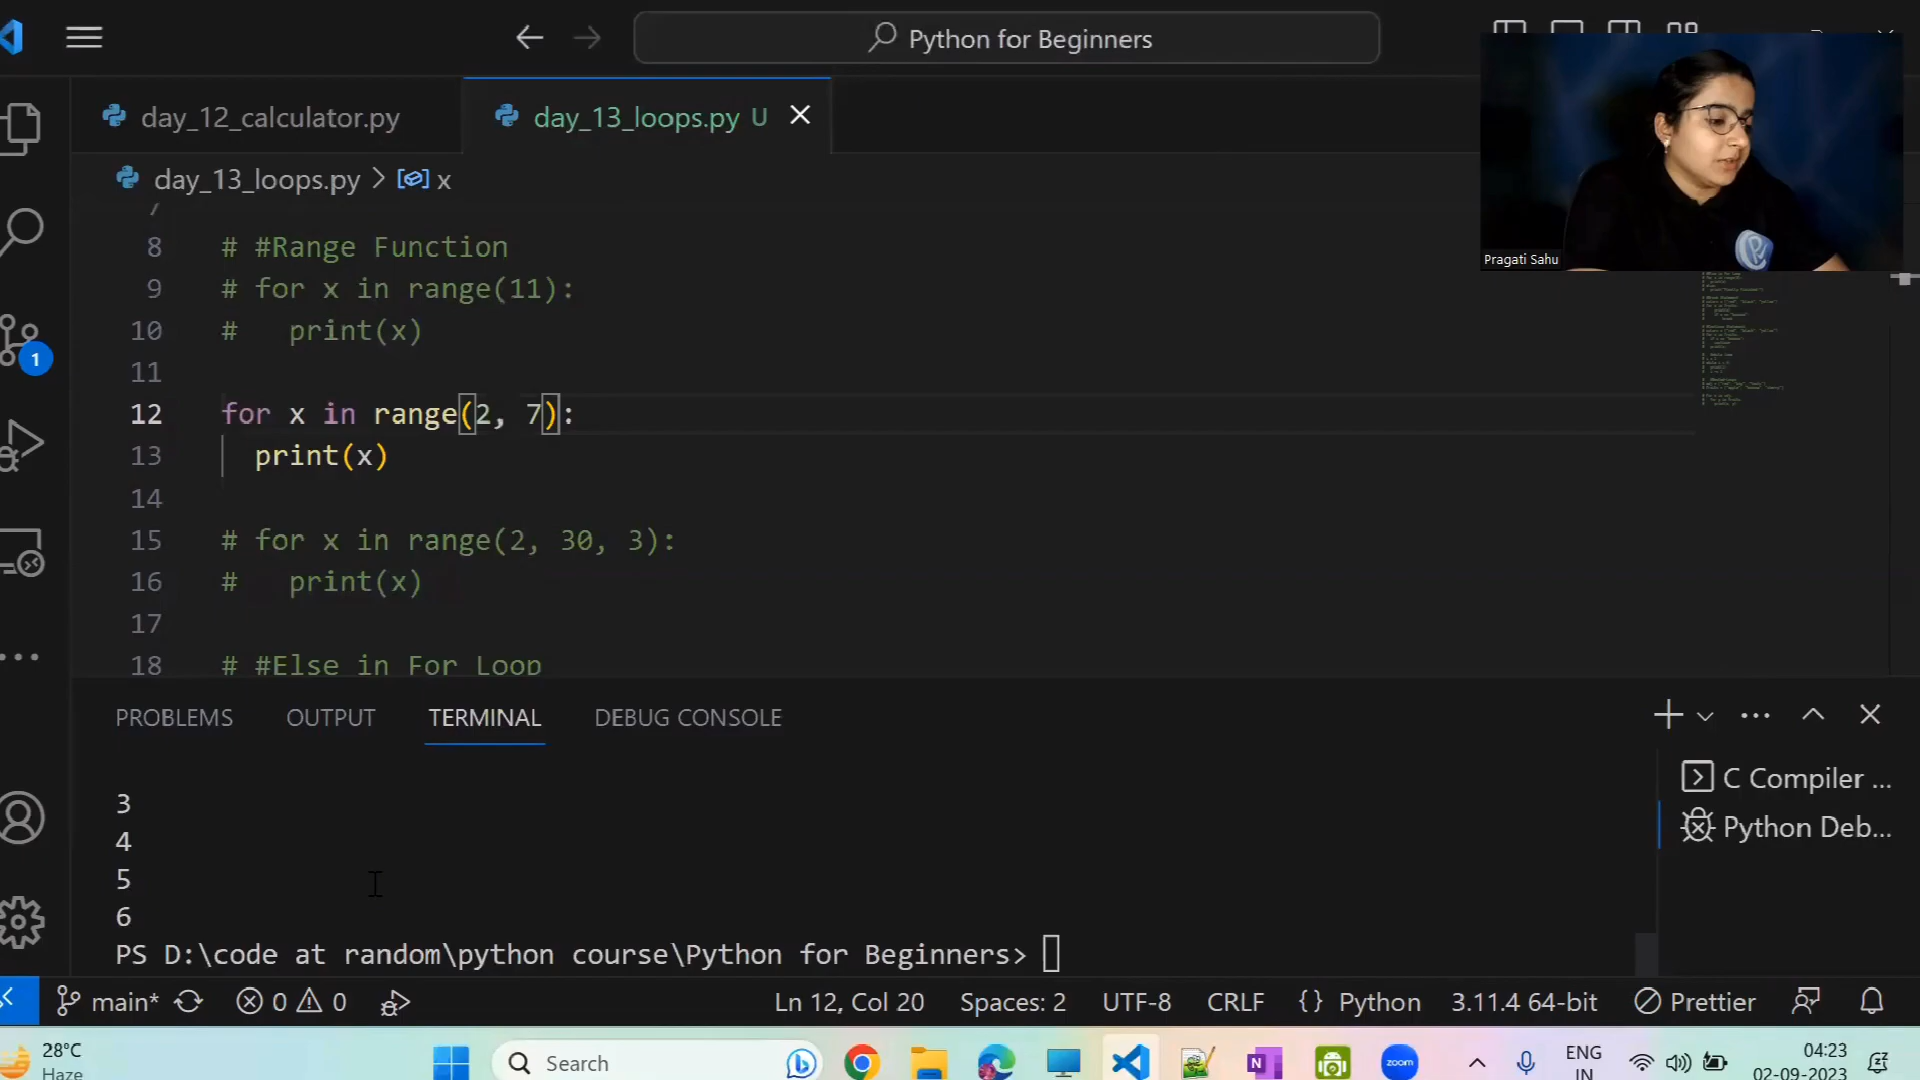 Python for Beginners
day_12_calculator.py
day_13_loops.py U
day_13_loops.py > x
Pragati Sahu
7
8 # #Range Function
9 # for x in range(11):
10 #   print(x)
11
12 for x in range(2, 7):
13   print(x)
14
15 # for x in range(2, 30, 3):
16 #   print(x)
17
18 # #Else in For Loop
1
PROBLEMS OUTPUT TERMINAL DEBUG CONSOLE
3
4
5
6
PS D:\code at random\python course\Python for Beginners>
C Compiler ...
Python Deb...
main* 0 0 Ln 12, Col 20 Spaces: 2 UTF-8 CRLF {} Python 3.11.4 64-bit Prettier
28°C
Haze
Search
zoom
ENG
IN
04:23
02-09-2023